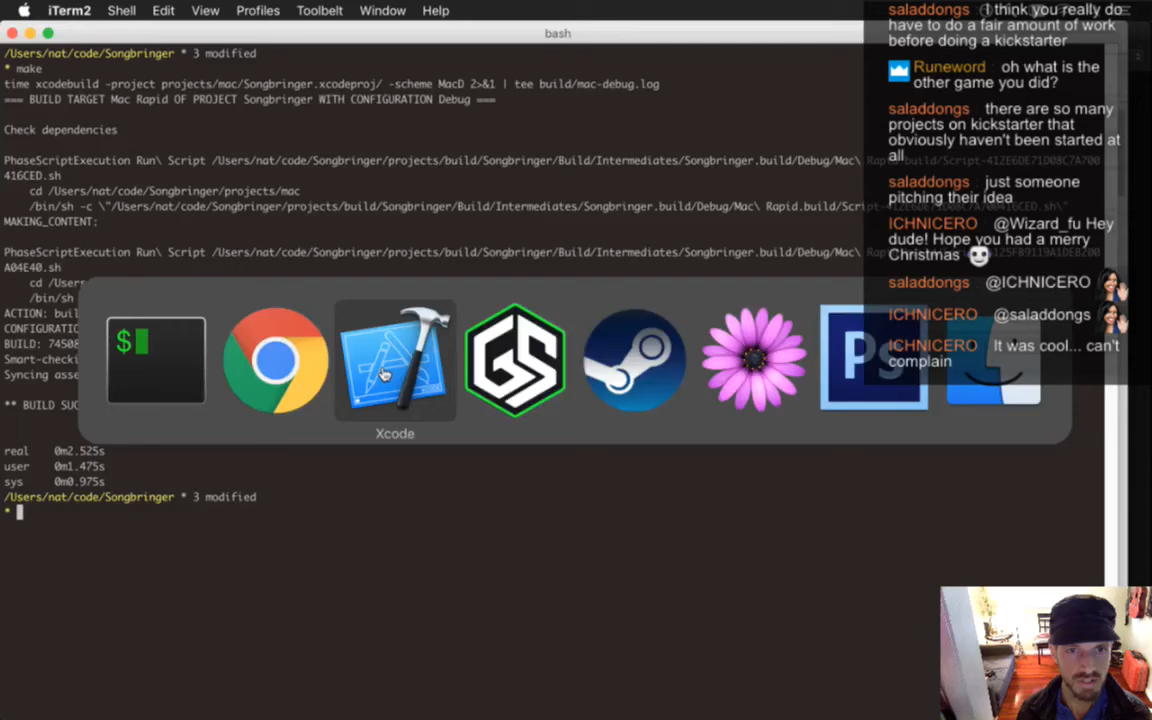 iTerm2 Shell Edit View Profiles Toolbelt Window Help
bash
/Users/nat/code/Songbringer * 3 modified
* make
time xcodebuild -project projects/mac/Songbringer.xcodeproj/ -scheme MacD 2>&1 | tee build/mac-debug.log
=== BUILD TARGET Mac Rapid OF PROJECT Songbringer WITH CONFIGURATION Debug ===
Check dependencies
PhaseScriptExecution Run\ Script /Users/nat/code/Songbringer/projects/build/Songbringer/Build/Intermediates/Songbringer.build/Debug/Mac\
416CED.sh
cd /Users/nat/code/Songbringer/projects/mac
/bin/sh -c \"/Users/nat/code/Songbringer/projects/build/Songbringer/Build/Intermediates/Songbringer.build/Debug/Mac\ Rapid.build/
MAKING_CONTENT:
PhaseScriptExecution Run\ Script /Users/nat/code/Songbringer/projects/build/Songbringer/Build/Intermediates/Songbringer.build/Debug/Mac\
A04E40.sh
cd /Users
/bin/sh
ACTION:
CONFIGURATIO
BUILD: 74508
Smart-checki
Syncing asse
** BUILD SUC
real 0m2.525s
user 0m1.475s
sys 0m0.975s
/Users/nat/code/Songbringer * 3 modified
*
$
GS
Ps
Xcode
saladdongs I think you really do
have to do a fair amount of work
before doing a kickstarter
Runeword oh what is the
other game you did?
saladdongs there are so many
projects on kickstarter that
obviously haven't been started at
all
saladdongs just someone
pitching their idea
ICHNICERO @Wizard_fu Hey
dude! Hope you had a merry
Christmas
saladdongs @ICHNICERO
ICHNICERO @saladdongs
ICHNICERO It was cool... can't
complain